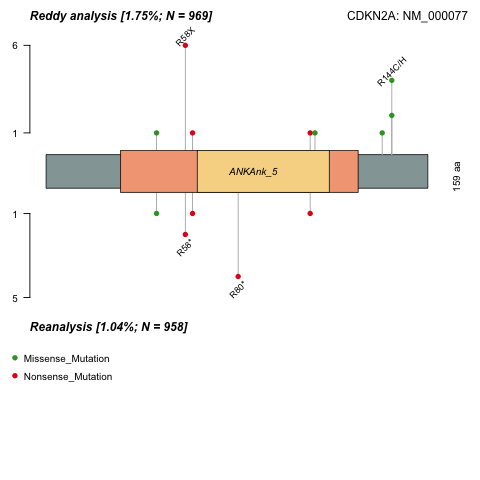 Reddy analysis [1.75%; N = 969]
CDKN2A: NM_000077
R58X
6
R144C/H
1
ANKAnk_5
159 aa
1
R58*
R80*
5
Reanalysis [1.04%; N = 958]
Missense_Mutation
Nonsense_Mutation